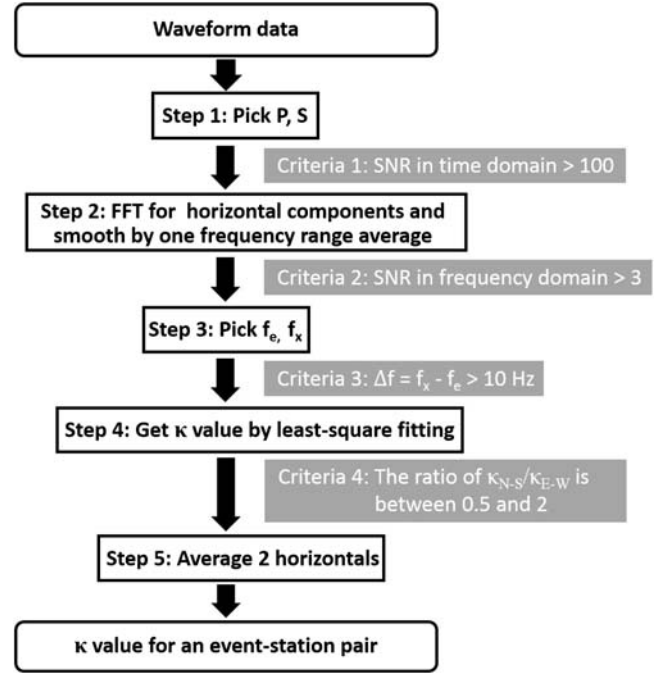 Waveform data
Step 1: Pick P, S
Criteria 1: SNR in time domain > 100
Step 2: FFT for horizontal components and
smooth by one frequency range average
Criteria 2: SNR in frequency domain > 3
Step 3: Pick fe, fx
Criteria 3: Δf = fx - fe > 10 Hz
Step 4: Get κ value by least-square fitting
Criteria 4: The ratio of κN-S/κE-W is
between 0.5 and 2
Step 5: Average 2 horizontals
κ value for an event-station pair